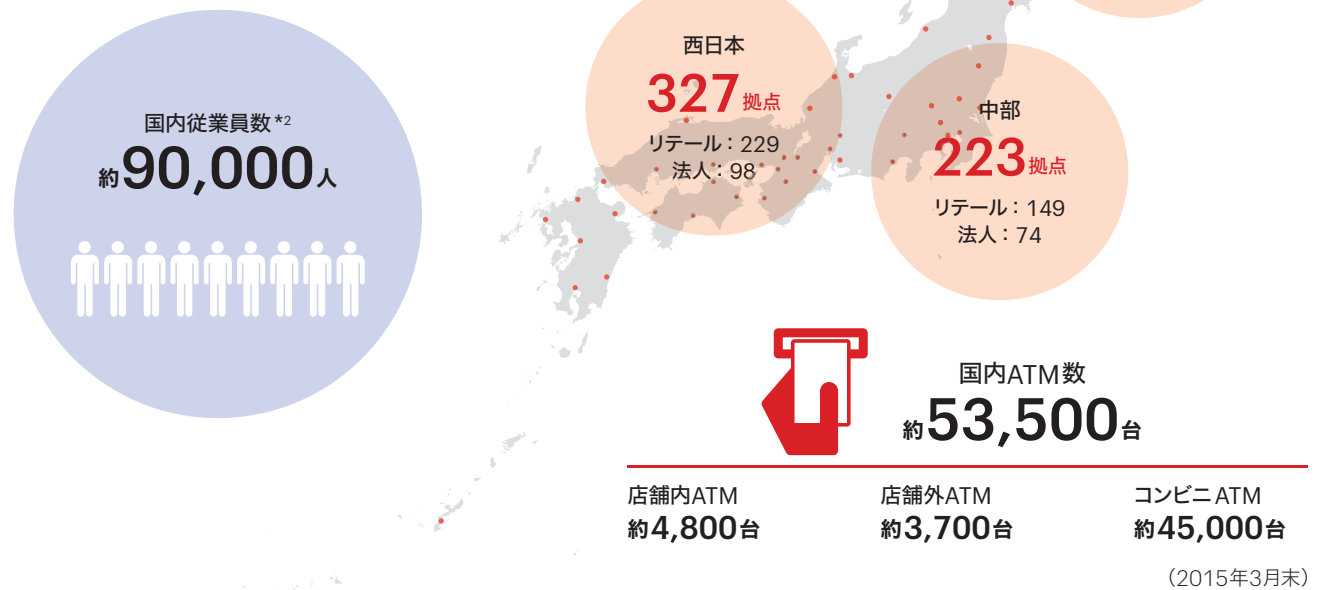 国内従業員数*2
約90,000人
西日本
327拠点
リテール：229
法人：98
中部
223拠点
リテール：149
法人：74
国内ATM数
約53,500台
店舗内ATM
約4,800台
店舗外ATM
約3,700台
コンビニATM
約45,000台
（2015年3月末）